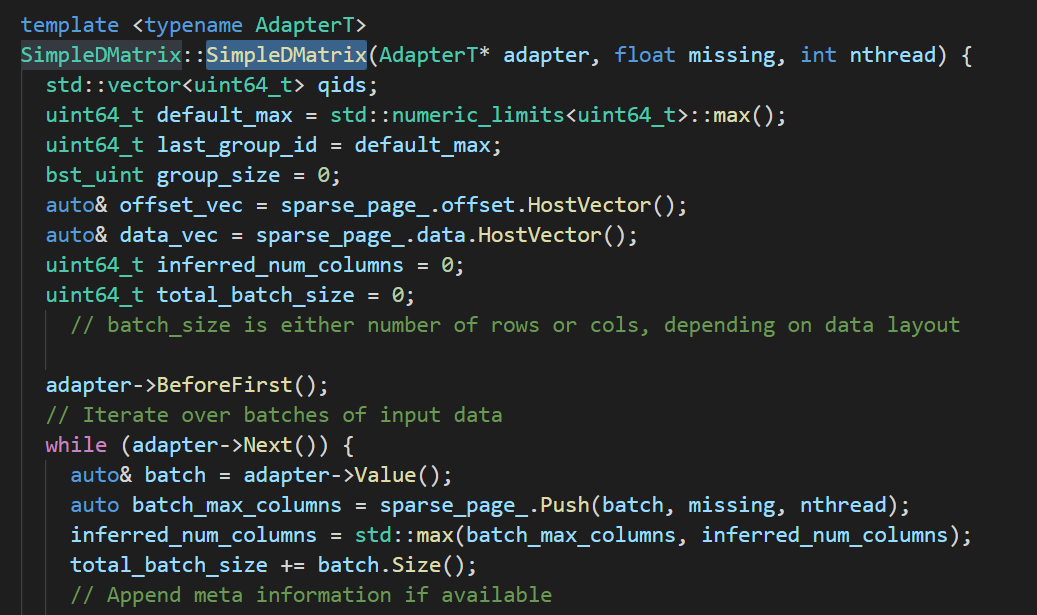 template <typename AdapterT>
SimpleDMatrix::SimpleDMatrix(AdapterT* adapter, float missing, int nthread) {
  std::vector<uint64_t> qids;
  uint64_t default_max = std::numeric_limits<uint64_t>::max();
  uint64_t last_group_id = default_max;
  bst_uint group_size = 0;
  auto& offset_vec = sparse_page_.offset.HostVector();
  auto& data_vec = sparse_page_.data.HostVector();
  uint64_t inferred_num_columns = 0;
  uint64_t total_batch_size = 0;
    // batch_size is either number of rows or cols, depending on data layout

  adapter->BeforeFirst();
  // Iterate over batches of input data
  while (adapter->Next()) {
    auto& batch = adapter->Value();
    auto batch_max_columns = sparse_page_.Push(batch, missing, nthread);
    inferred_num_columns = std::max(batch_max_columns, inferred_num_columns);
    total_batch_size += batch.Size();
    // Append meta information if available